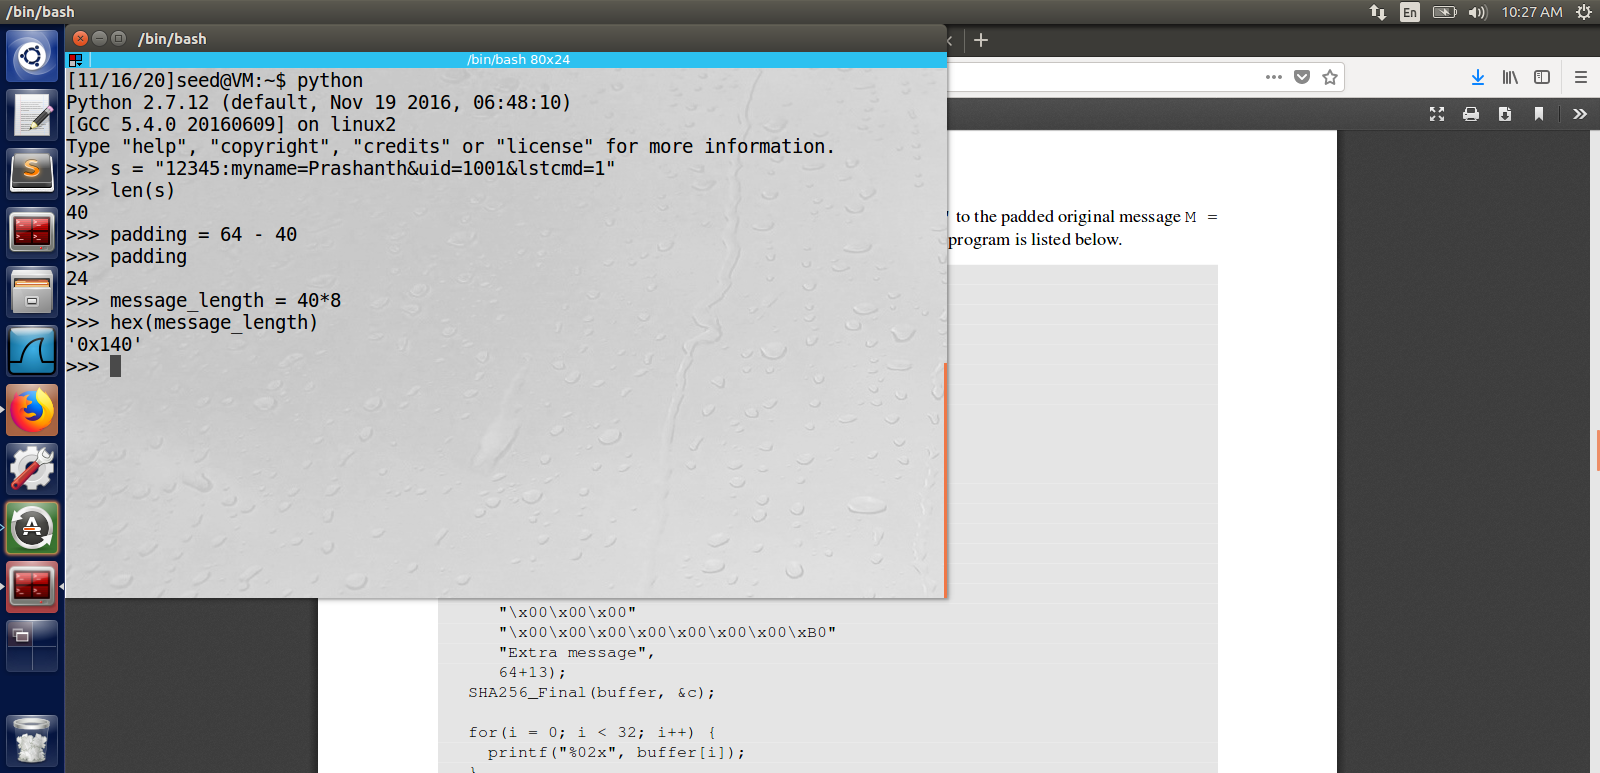 /bin/bash
En
10:27 AM
/bin/bash
/bin/bash 80x24
[11/16/20]seed@VM:~$ python
Python 2.7.12 (default, Nov 19 2016, 06:48:10)
[GCC 5.4.0 20160609] on linux2
Type "help", "copyright", "credits" or "license" for more information.
>>> s = "12345:myname=Prashanth&uid=1001&lstcmd=1"
>>> len(s)
40
>>> padding = 64 - 40
>>> padding
24
>>> message_length = 40*8
>>> hex(message_length)
'0x140'
>>>
to the padded original message M =
program is listed below.
"\x00\x00\x00"
"\x00\x00\x00\x00\x00\x00\x00\xB0"
"Extra message",
64+13);
SHA256_Final(buffer, &c);
for(i = 0; i < 32; i++) {
printf("%02x", buffer[i]);
}